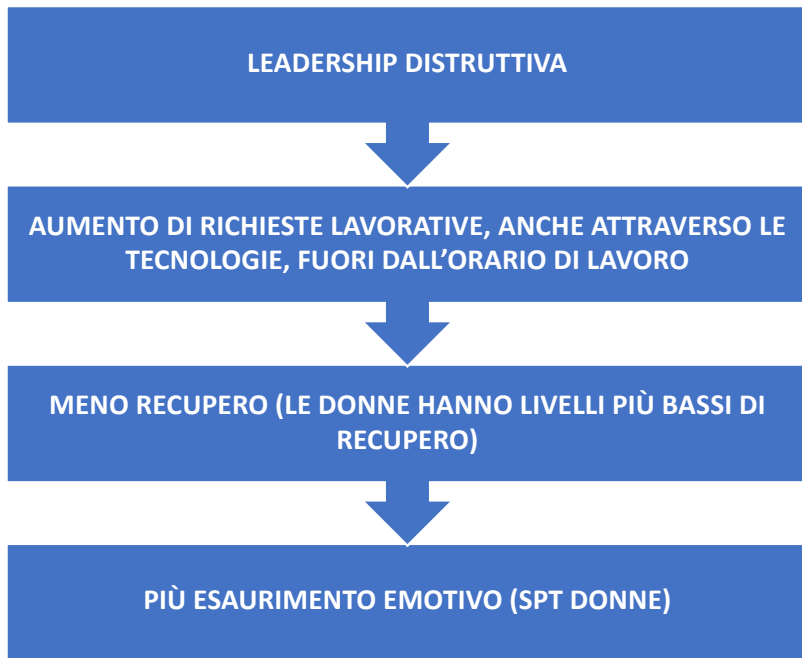 LEADERSHIP DISTRUTTIVA
AUMENTO DI RICHIESTE LAVORATIVE, ANCHE ATTRAVERSO LE
TECNOLOGIE, FUORI DALL'ORARIO DI LAVORO
MENO RECUPERO (LE DONNE HANNO LIVELLI PIÙ BASSI DI
RECUPERO)
PIÙ ESAURIMENTO EMOTIVO (SPT DONNE)